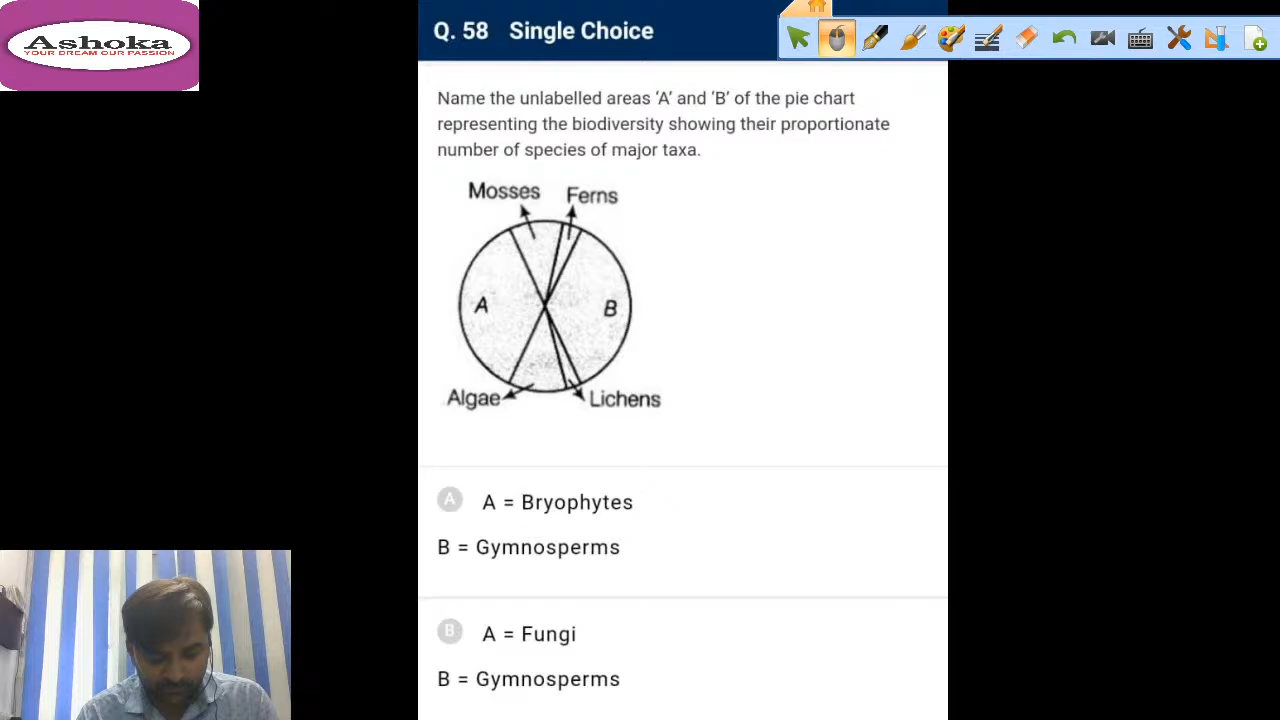 Ashoka
YOUR DREAM OUR PASSION
Q. 58 Single Choice
Name the unlabelled areas ‘A’ and ‘B’ of the pie chart
representing the biodiversity showing their proportionate
number of species of major taxa.
Mosses Ferns
A B
Algae Lichens
A A = Bryophytes
B = Gymnosperms
B A = Fungi
B = Gymnosperms